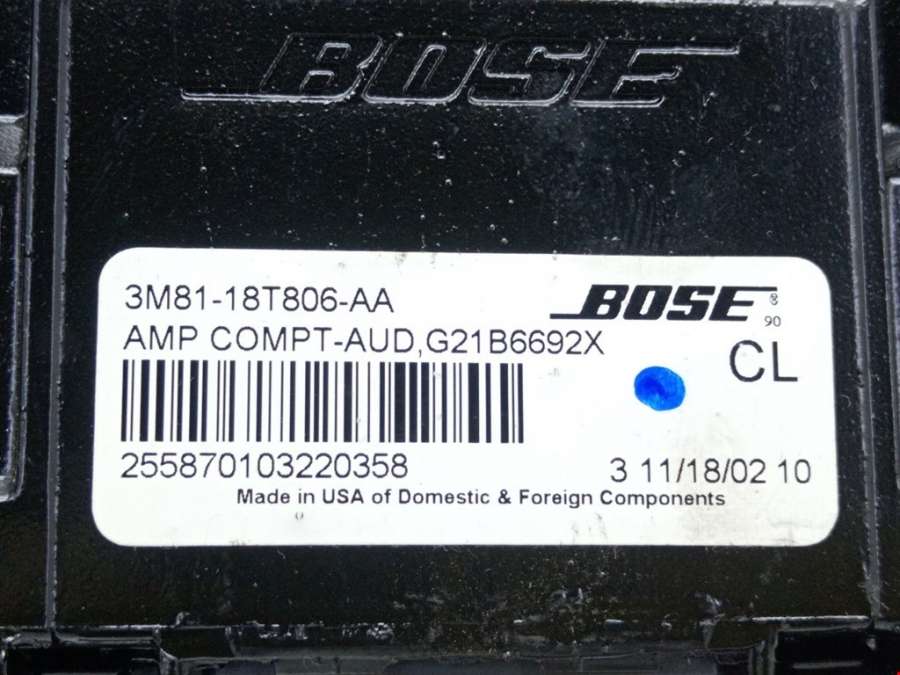 BOSE
3M81-18T806-AA
BOSE ®
90
AMP COMPT-AUD,G21B6692X
CL
255870103220358
3 11/18/02 10
Made in USA of Domestic & Foreign Components